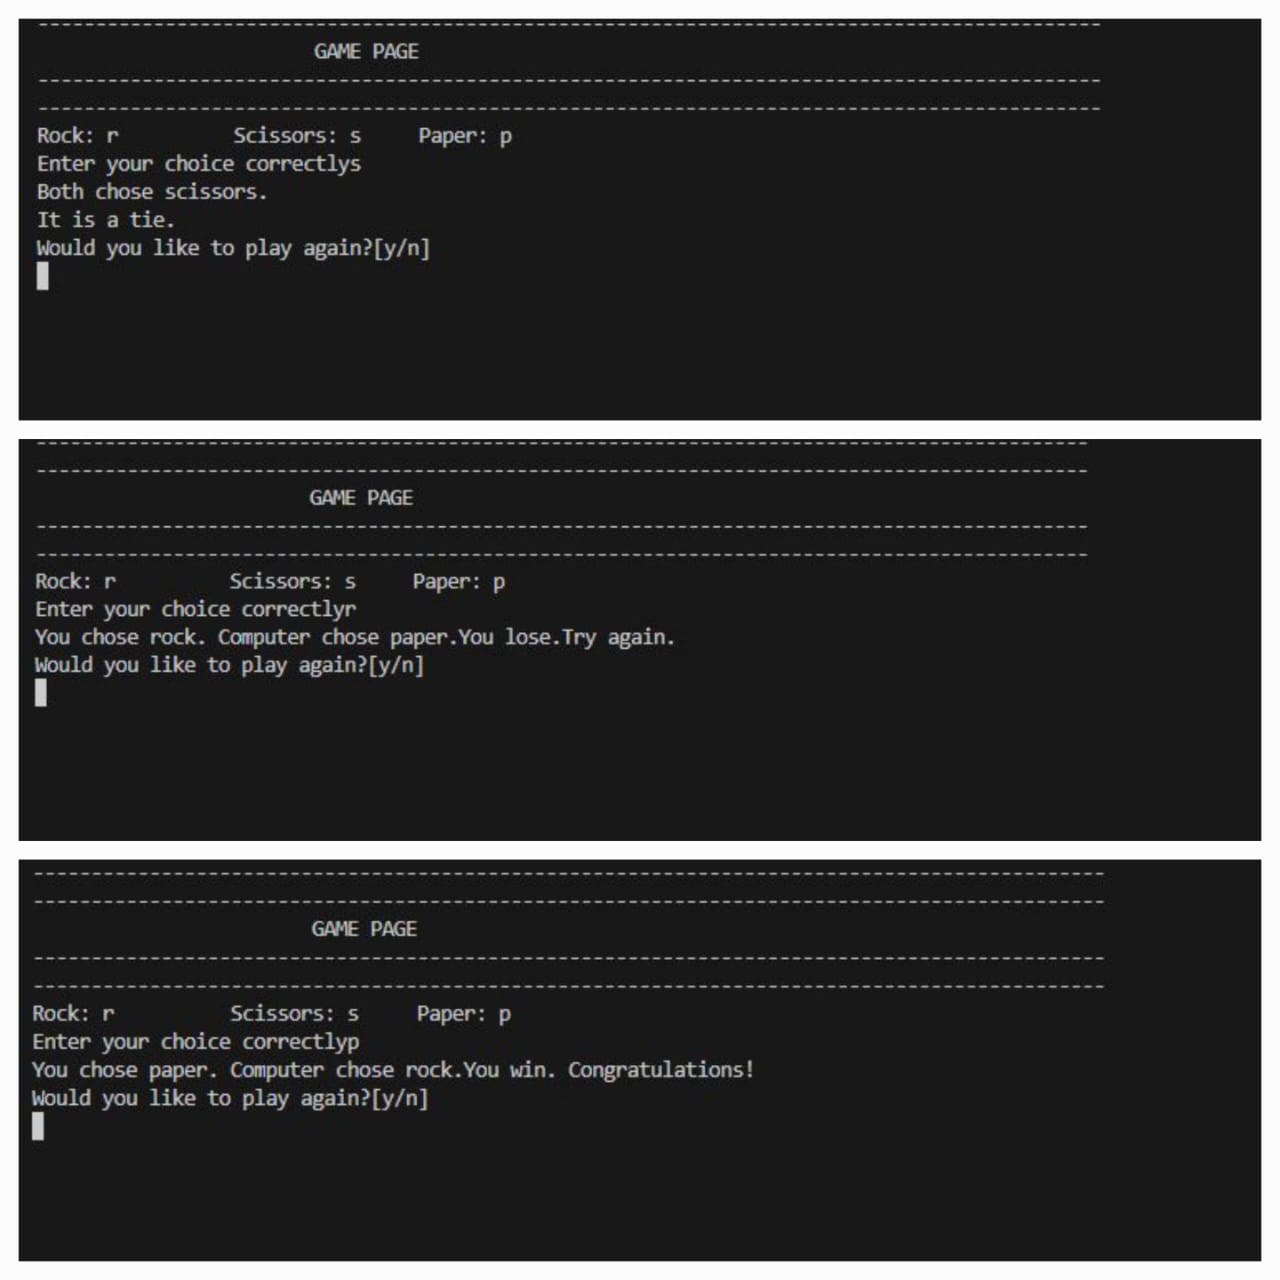 GAME PAGE
Rock: r Scissors: s Paper: p
Enter your choice correctlys
Both chose scissors.
It is a tie.
Would you like to play again?[y/n]
GAME PAGE
Rock: r Scissors: s Paper: p
Enter your choice correctlyr
You chose rock. Computer chose paper.You lose.Try again.
Would you like to play again?[y/n]
GAME PAGE
Rock: r Scissors: s Paper: p
Enter your choice correctlyp
You chose paper. Computer chose rock.You win. Congratulations!
Would you like to play again?[y/n]